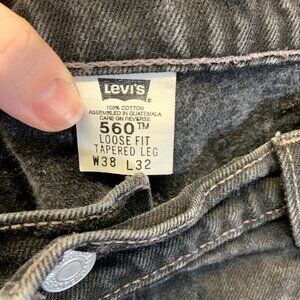 LEVI'S
100% COTTON
ASSEMBLED IN GUATEMALA
CARE ON REVERSE
560™
LOOSE FIT
TAPERED LEG
W38 L32